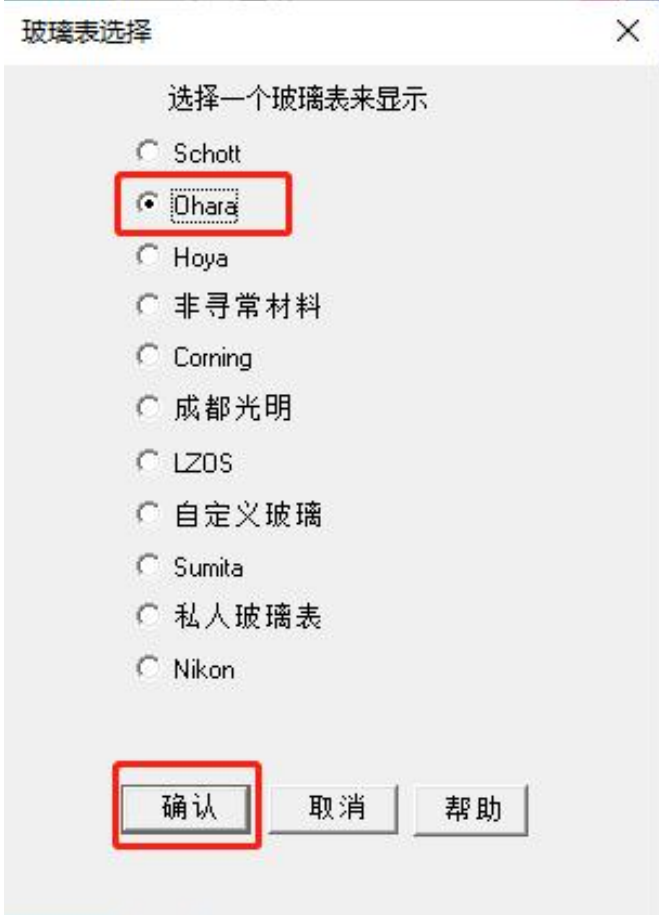 玻璃表选择
选择一个玻璃表来显示
Schott
Ohara
Hoya
非寻常材料
Corning
成都光明
LZOS
自定义玻璃
Sumita
私人玻璃表
Nikon
确认 取消 帮助